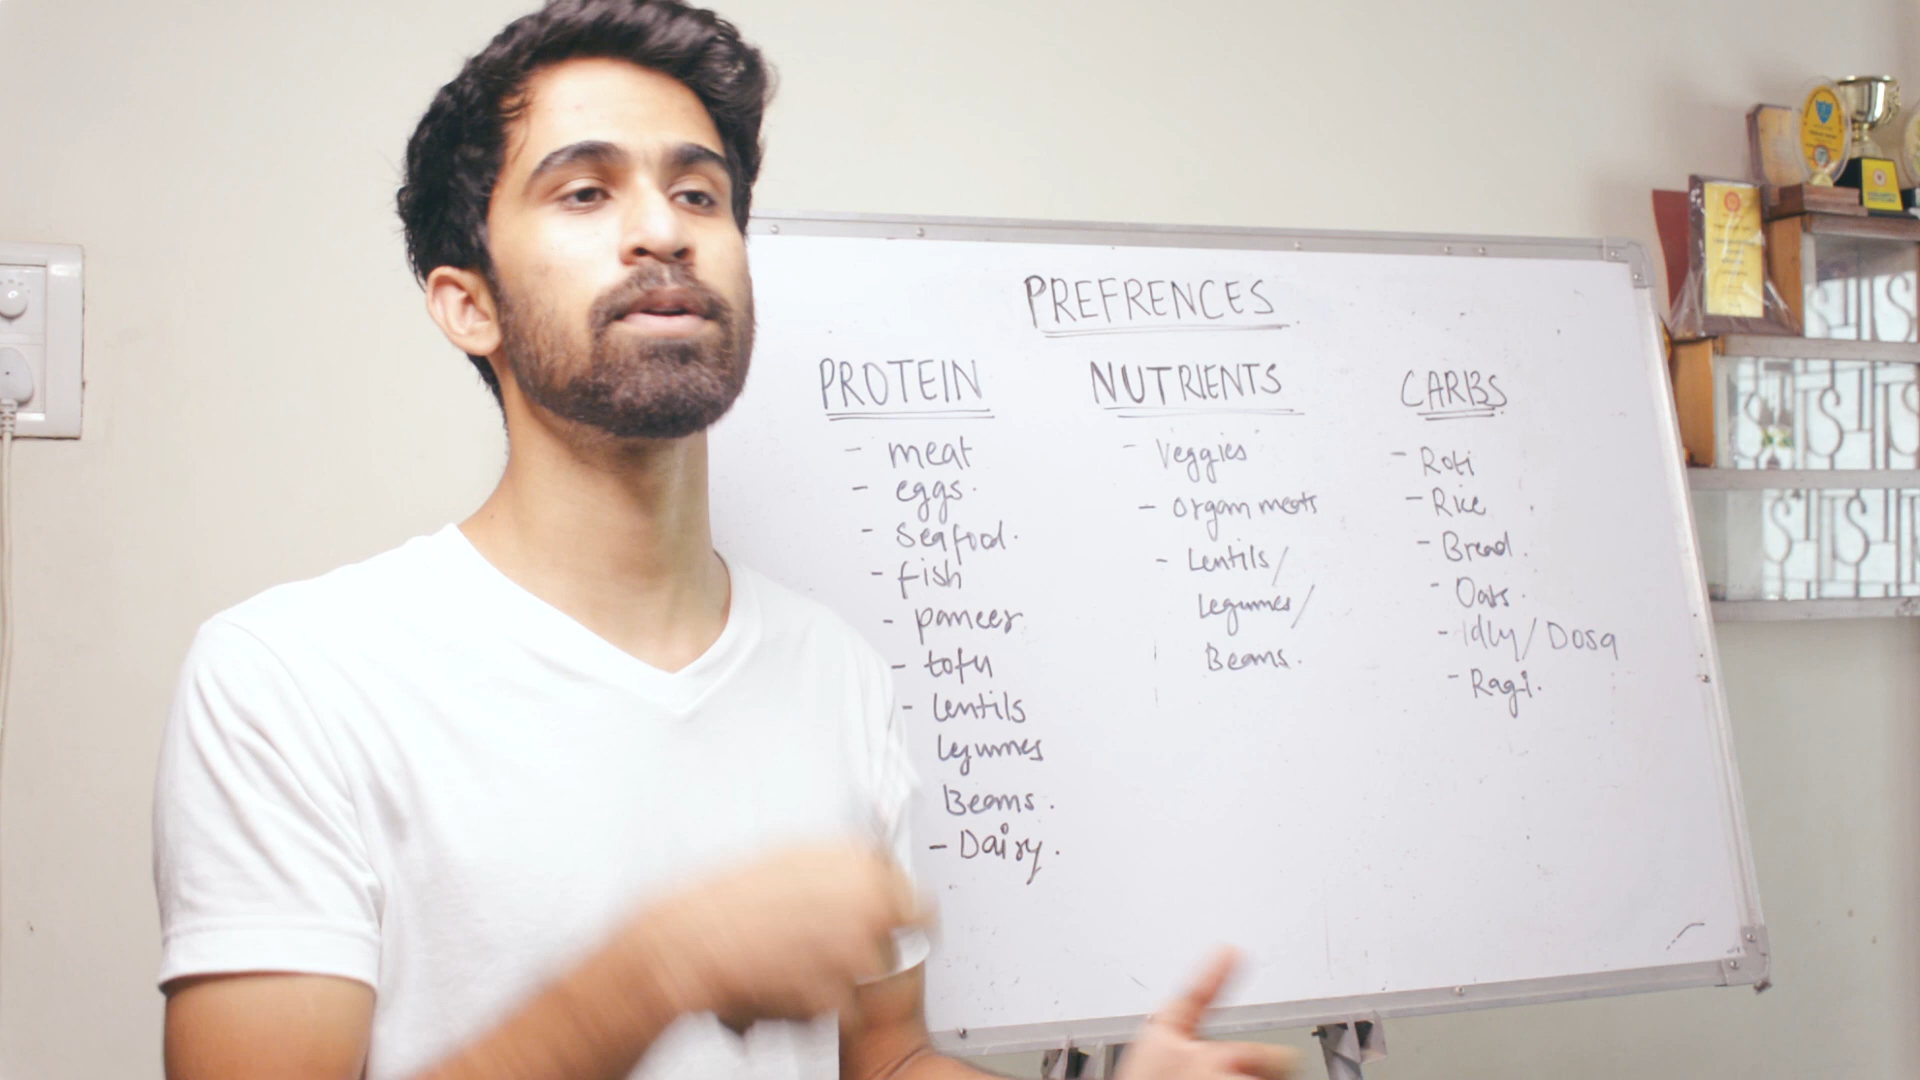 PREFRENCES
PROTEIN
- meat
- eggs.
- Seafood.
- fish
- paneer
- tofu
- lentils
legumes
Beans.
- Dairy.
NUTRIENTS
- Veggies
- organ meats
- Lentils/
Legumes/
Beans.
CARBS
- Roti
- Rice
- Bread.
- Oats.
- Idly/Dosa
- Ragi.